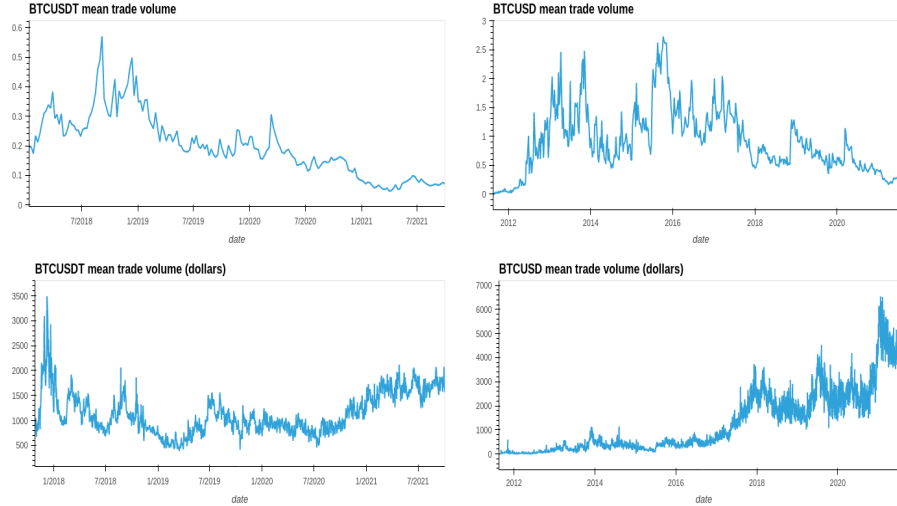 BTCUSDT mean trade volume
0.6
0.5
0.4
0.3
0.2
0.1
0
7/2018 1/2019 7/2019 1/2020 7/2020 1/2021 7/2021
date
BTCUSD mean trade volume
3
2.5
2
1.5
1
0.5
0
2012 2014 2016 2018 2020
date
BTCUSDT mean trade volume (dollars)
3500
3000
2500
2000
1500
1000
500
1/2018 7/2018 1/2019 7/2019 1/2020 7/2020 1/2021 7/2021
date
BTCUSD mean trade volume (dollars)
7000
6000
5000
4000
3000
2000
1000
0
2012 2014 2016 2018 2020
date